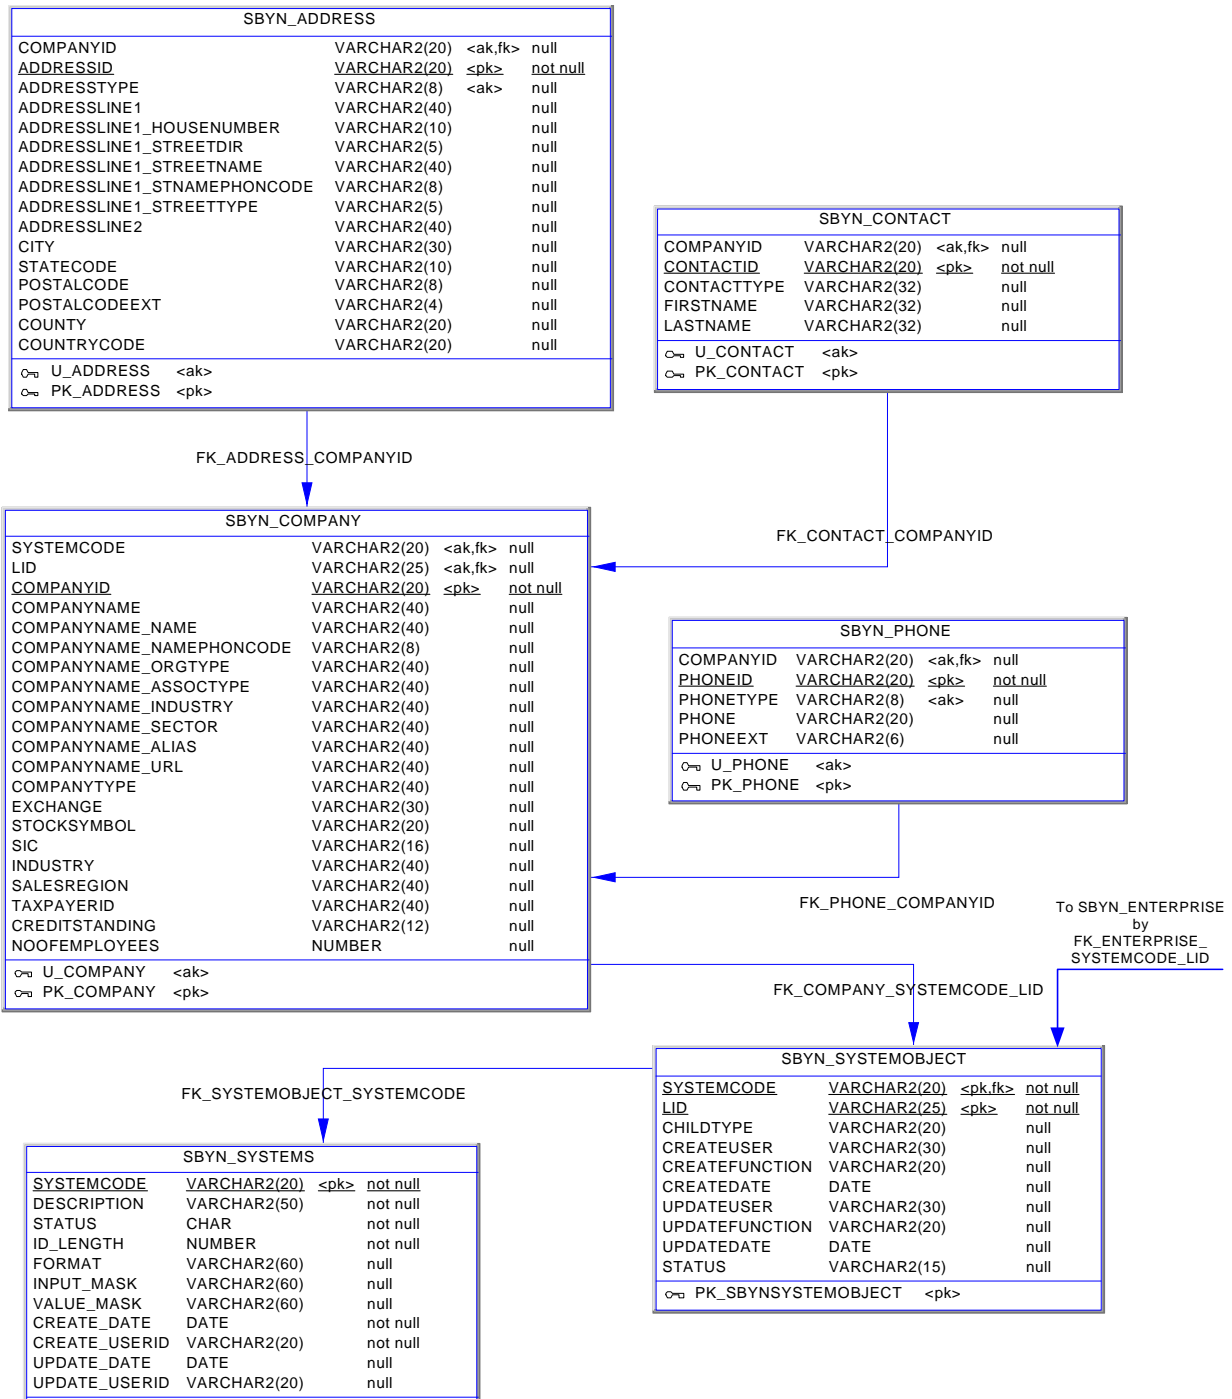 SBYN_ADDRESS
COMPANYID VARCHAR2(20) <ak,fk> null
ADDRESSID VARCHAR2(20) <pk> not null
ADDRESSTYPE VARCHAR2(8) <ak> null
ADDRESSLINE1 VARCHAR2(40) null
ADDRESSLINE1_HOUSENUMBER VARCHAR2(10) null
ADDRESSLINE1_STREETDIR VARCHAR2(5) null
ADDRESSLINE1_STREETNAME VARCHAR2(40) null
ADDRESSLINE1_STNAMEPHONCODE VARCHAR2(8) null
ADDRESSLINE1_STREETTYPE VARCHAR2(5) null
ADDRESSLINE2 VARCHAR2(40) null
CITY VARCHAR2(30) null
STATECODE VARCHAR2(10) null
POSTALCODE VARCHAR2(8) null
POSTALCODEEXT VARCHAR2(4) null
COUNTY VARCHAR2(20) null
COUNTRYCODE VARCHAR2(20) null
U_ADDRESS <ak>
PK_ADDRESS <pk>
SBYN_CONTACT
COMPANYID VARCHAR2(20) <ak,fk> null
CONTACTID VARCHAR2(20) <pk> not null
CONTACTTYPE VARCHAR2(32) null
FIRSTNAME VARCHAR2(32) null
LASTNAME VARCHAR2(32) null
U_CONTACT <ak>
PK_CONTACT <pk>
FK_ADDRESS_COMPANYID
FK_CONTACT_COMPANYID
SBYN_COMPANY
SYSTEMCODE VARCHAR2(20) <ak,fk> null
LID VARCHAR2(25) <ak,fk> null
COMPANYID VARCHAR2(20) <pk> not null
COMPANYNAME VARCHAR2(40) null
COMPANYNAME_NAME VARCHAR2(40) null
COMPANYNAME_NAMEPHONCODE VARCHAR2(8) null
COMPANYNAME_ORGTYPE VARCHAR2(40) null
COMPANYNAME_ASSOCTYPE VARCHAR2(40) null
COMPANYNAME_INDUSTRY VARCHAR2(40) null
COMPANYNAME_SECTOR VARCHAR2(40) null
COMPANYNAME_ALIAS VARCHAR2(40) null
COMPANYNAME_URL VARCHAR2(40) null
COMPANYTYPE VARCHAR2(40) null
EXCHANGE VARCHAR2(30) null
STOCKSYMBOL VARCHAR2(20) null
SIC VARCHAR2(16) null
INDUSTRY VARCHAR2(40) null
SALESREGION VARCHAR2(40) null
TAXPAYERID VARCHAR2(40) null
CREDITSTANDING VARCHAR2(12) null
NOOFEMPLOYEES NUMBER null
U_COMPANY <ak>
PK_COMPANY <pk>
SBYN_PHONE
COMPANYID VARCHAR2(20) <ak,fk> null
PHONEID VARCHAR2(20) <pk> not null
PHONETYPE VARCHAR2(8) <ak> null
PHONE VARCHAR2(20) null
PHONEEXT VARCHAR2(6) null
U_PHONE <ak>
PK_PHONE <pk>
FK_PHONE_COMPANYID
To SBYN_ENTERPRISE
by
FK_ENTERPRISE_
SYSTEMCODE_LID
FK_COMPANY_SYSTEMCODE_LID
SBYN_SYSTEMOBJECT
SYSTEMCODE VARCHAR2(20) <pk,fk> not null
LID VARCHAR2(25) <pk> not null
CHILDTYPE VARCHAR2(20) null
CREATEUSER VARCHAR2(30) null
CREATEFUNCTION VARCHAR2(20) null
CREATEDATE DATE null
UPDATEUSER VARCHAR2(30) null
UPDATEFUNCTION VARCHAR2(20) null
UPDATEDATE DATE null
STATUS VARCHAR2(15) null
PK_SBYNSYSTEMOBJECT <pk>
FK_SYSTEMOBJECT_SYSTEMCODE
SBYN_SYSTEMS
SYSTEMCODE VARCHAR2(20) <pk> not null
DESCRIPTION VARCHAR2(50) not null
STATUS CHAR not null
ID_LENGTH NUMBER not null
FORMAT VARCHAR2(60) null
INPUT_MASK VARCHAR2(60) null
VALUE_MASK VARCHAR2(60) null
CREATE_DATE DATE not null
CREATE_USERID VARCHAR2(20) not null
UPDATE_DATE DATE null
UPDATE_USERID VARCHAR2(20) null